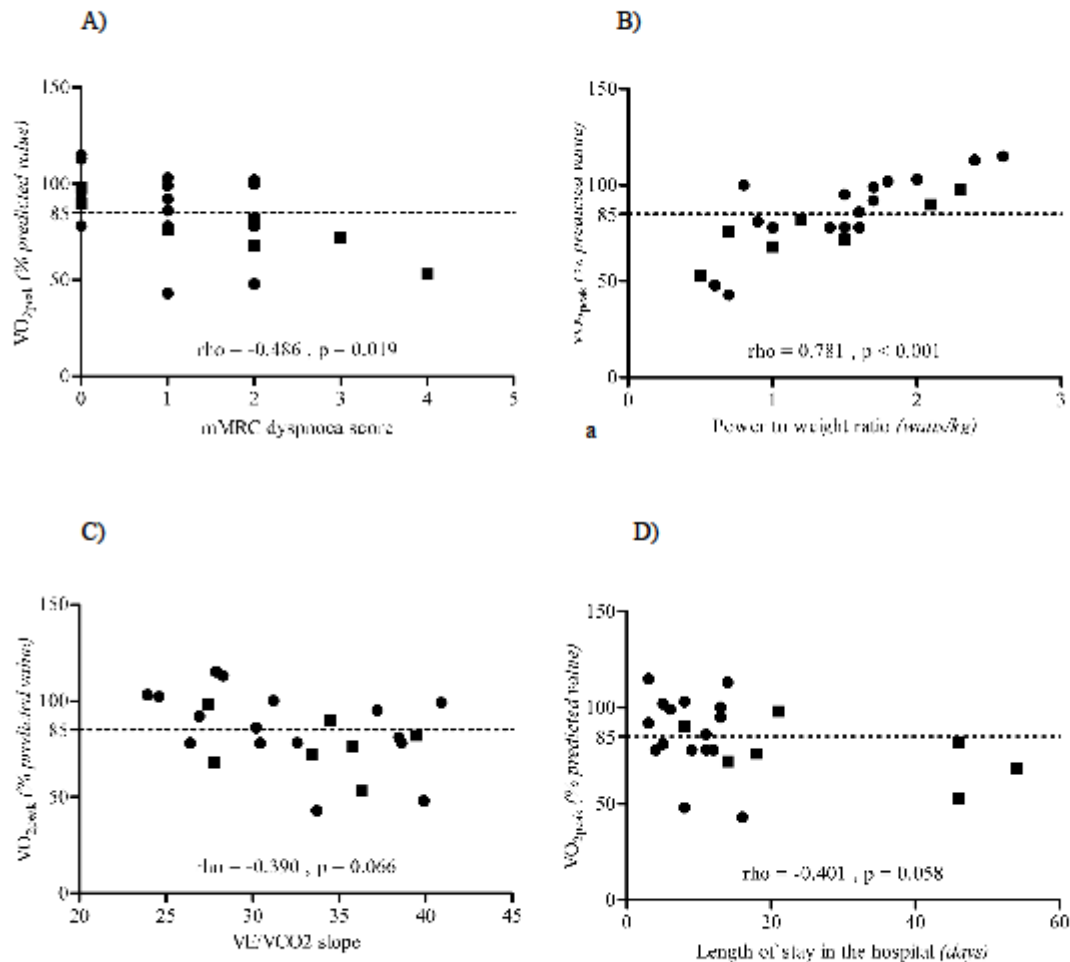 A)
B)
150
100
85
50
0
VO2peak (% predicted value)
rho = -0.486 , p = 0.019
0 1 2 3 4 5
mMRC dyspnoea score
150
100
85
50
0
VO2peak (% predicted value)
rho = 0.781 , p < 0.001
0 1 2 3
Power to weight ratio (watts/kg)
a
C)
D)
150
100
85
50
0
VO2peak (% predicted value)
rho = -0.390 , p = 0.066
20 25 30 35 40 45
VE/VCO2 slope
150
100
85
50
0
VO2peak (% predicted value)
rho = -0.401 , p = 0.058
0 20 40 60
Length of stay in the hospital (days)